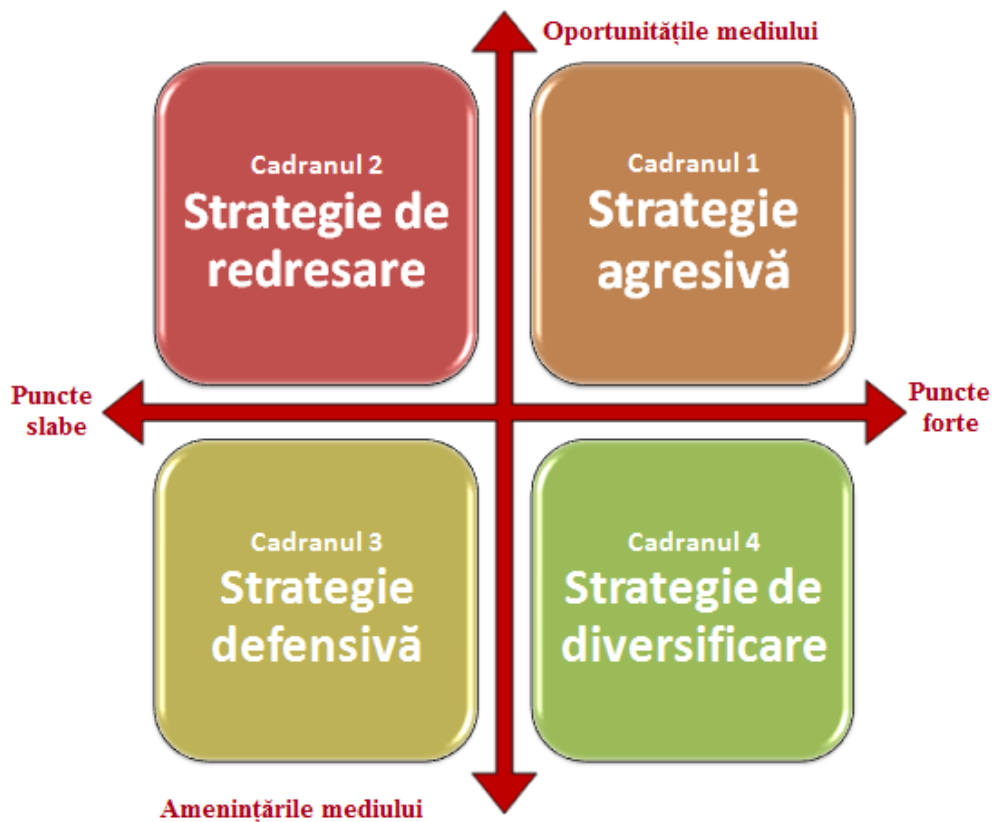 Oportunitățile mediului
Cadranul 2
Strategie de
redresare
Cadranul 1
Strategie
agresivă
Puncte
slabe
Puncte
forte
Cadranul 3
Strategie
defensivă
Cadranul 4
Strategie de
diversificare
Amenințările mediului